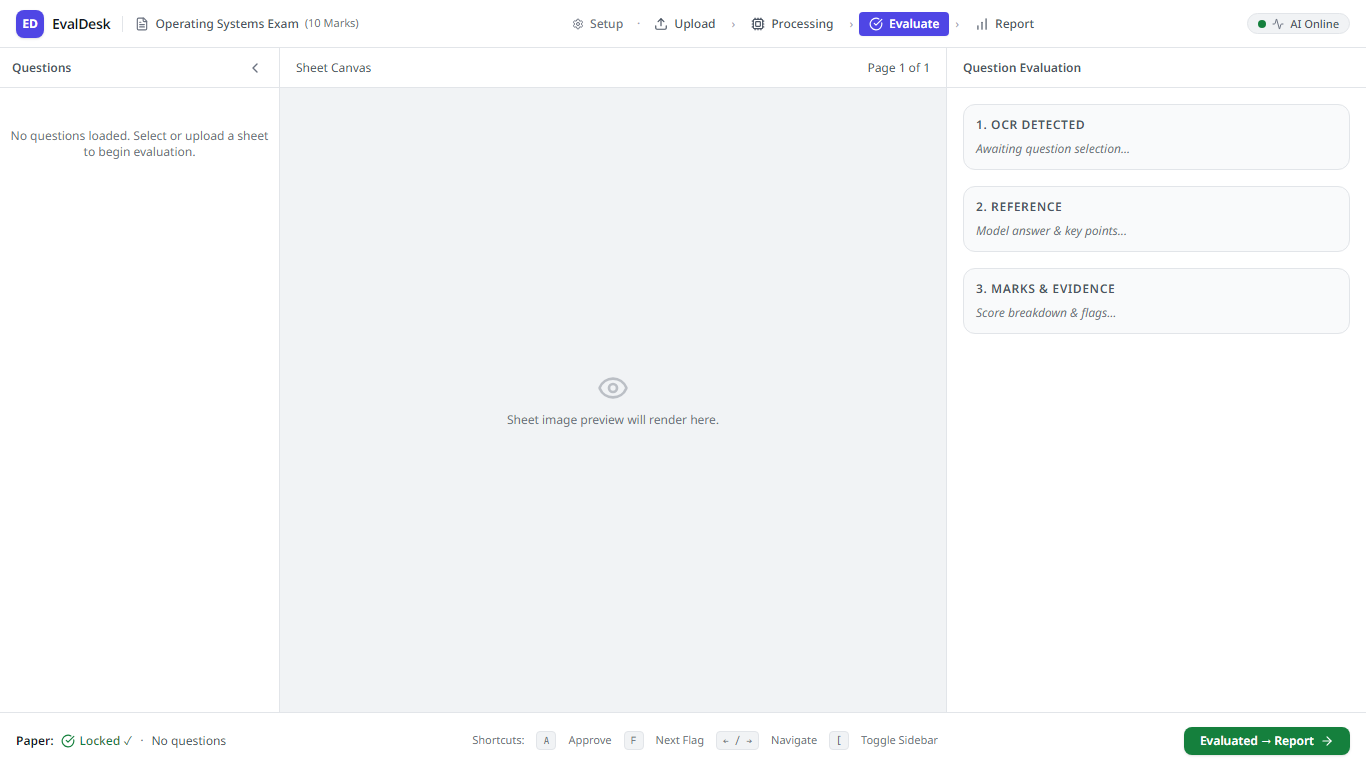 ED EvalDesk Operating Systems Exam (10 Marks) Setup · Upload › Processing › Evaluate › Report AI Online
Questions
Sheet Canvas Page 1 of 1
Question Evaluation
No questions loaded. Select or upload a sheet
to begin evaluation.
Sheet image preview will render here.
1. OCR DETECTED
Awaiting question selection...
2. REFERENCE
Model answer & key points...
3. MARKS & EVIDENCE
Score breakdown & flags...
Paper: Locked ✓ · No questions
Shortcuts: A Approve F Next Flag ← / → Navigate [ Toggle Sidebar
Evaluated → Report →